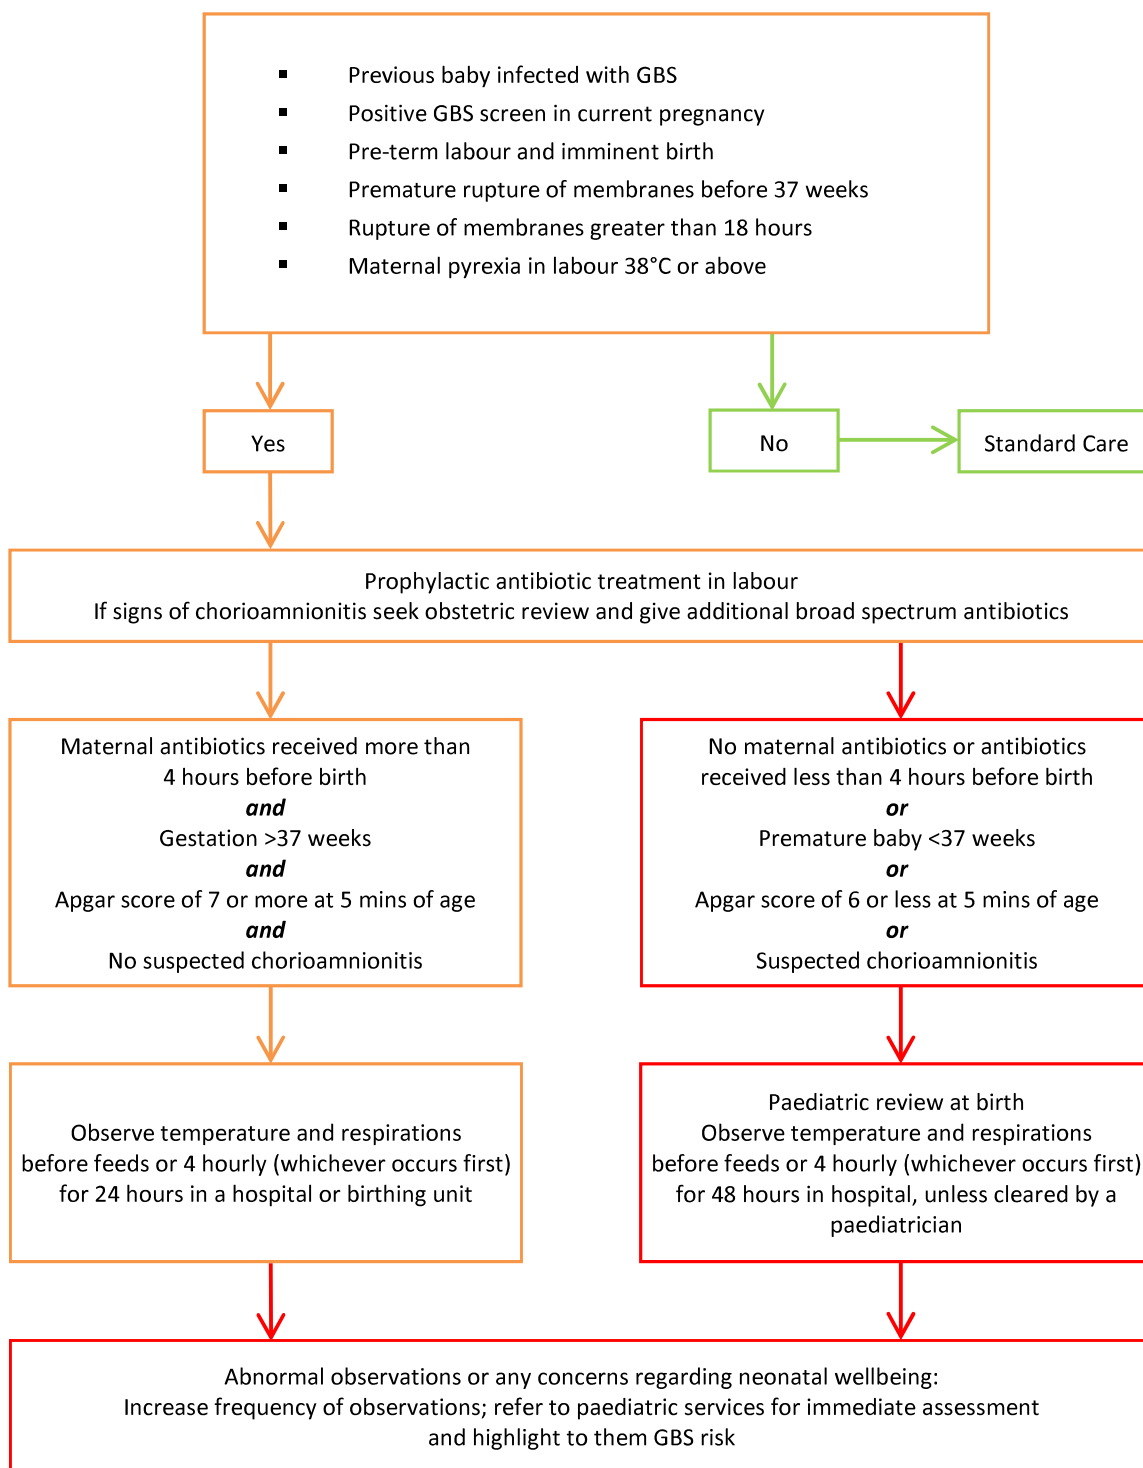 ▪ Previous baby infected with GBS
▪ Positive GBS screen in current pregnancy
▪ Pre-term labour and imminent birth
▪ Premature rupture of membranes before 37 weeks
▪ Rupture of membranes greater than 18 hours
▪ Maternal pyrexia in labour 38°C or above
Yes
No
Standard Care
Prophylactic antibiotic treatment in labour
If signs of chorioamnionitis seek obstetric review and give additional broad spectrum antibiotics
Maternal antibiotics received more than
4 hours before birth
and
Gestation >37 weeks
and
Apgar score of 7 or more at 5 mins of age
and
No suspected chorioamnionitis
No maternal antibiotics or antibiotics
received less than 4 hours before birth
or
Premature baby <37 weeks
or
Apgar score of 6 or less at 5 mins of age
or
Suspected chorioamnionitis
Observe temperature and respirations
before feeds or 4 hourly (whichever occurs first)
for 24 hours in a hospital or birthing unit
Paediatric review at birth
Observe temperature and respirations
before feeds or 4 hourly (whichever occurs first)
for 48 hours in hospital, unless cleared by a
paediatrician
Abnormal observations or any concerns regarding neonatal wellbeing:
Increase frequency of observations; refer to paediatric services for immediate assessment
and highlight to them GBS risk